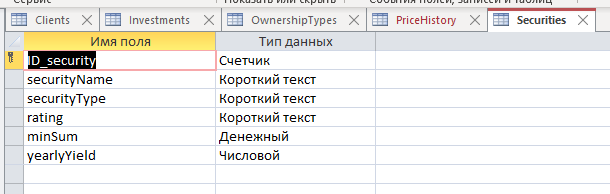 Сервис Показать или скрыть События полей, записей и таблиц
Clients Investments OwnershipTypes PriceHistory Securities
Имя поля Тип данных
ID_security Счетчик
securityName Короткий текст
securityType Короткий текст
rating Короткий текст
minSum Денежный
yearlyYield Числовой